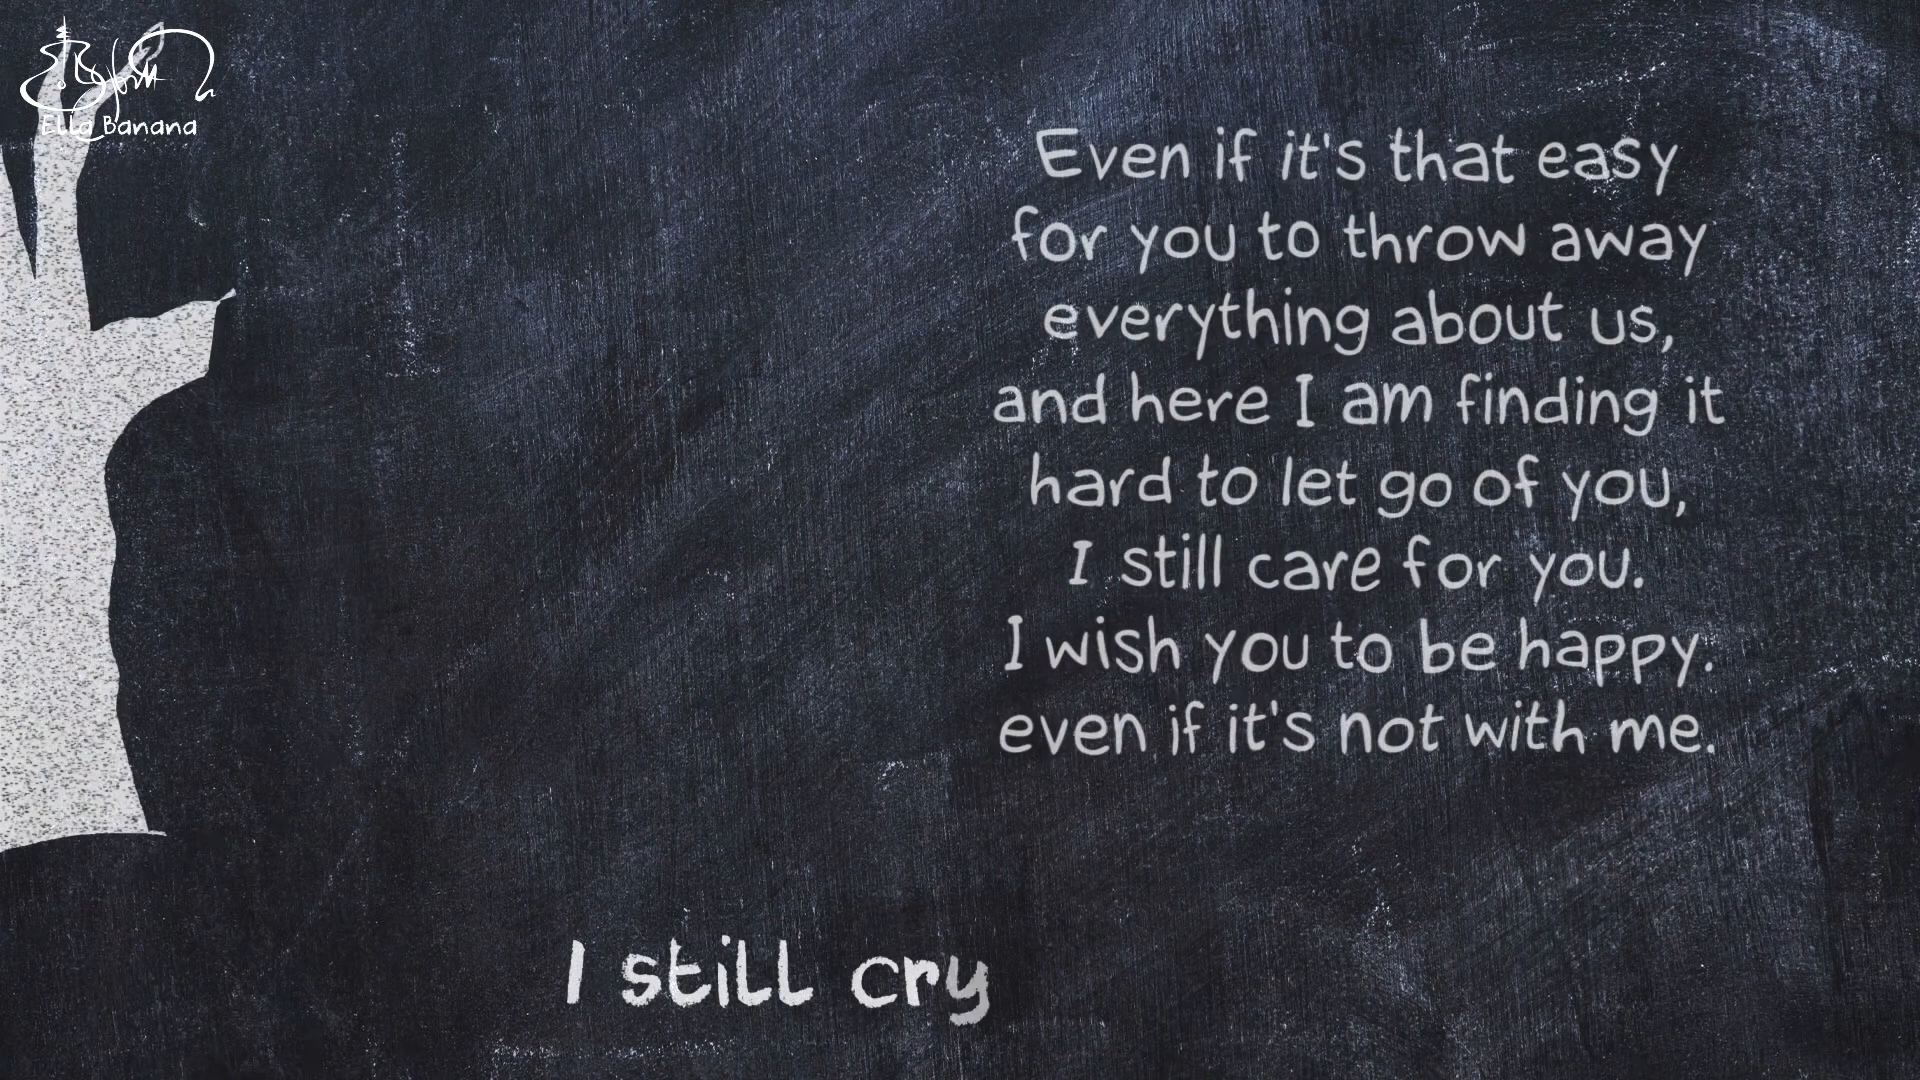 Ella_Banana
Even if it's that easy
for you to throw away
everything about us,
and here I am finding it
hard to let go of you,
I still care for you.
I wish you to be happy.
even if it's not with me.
I still cry